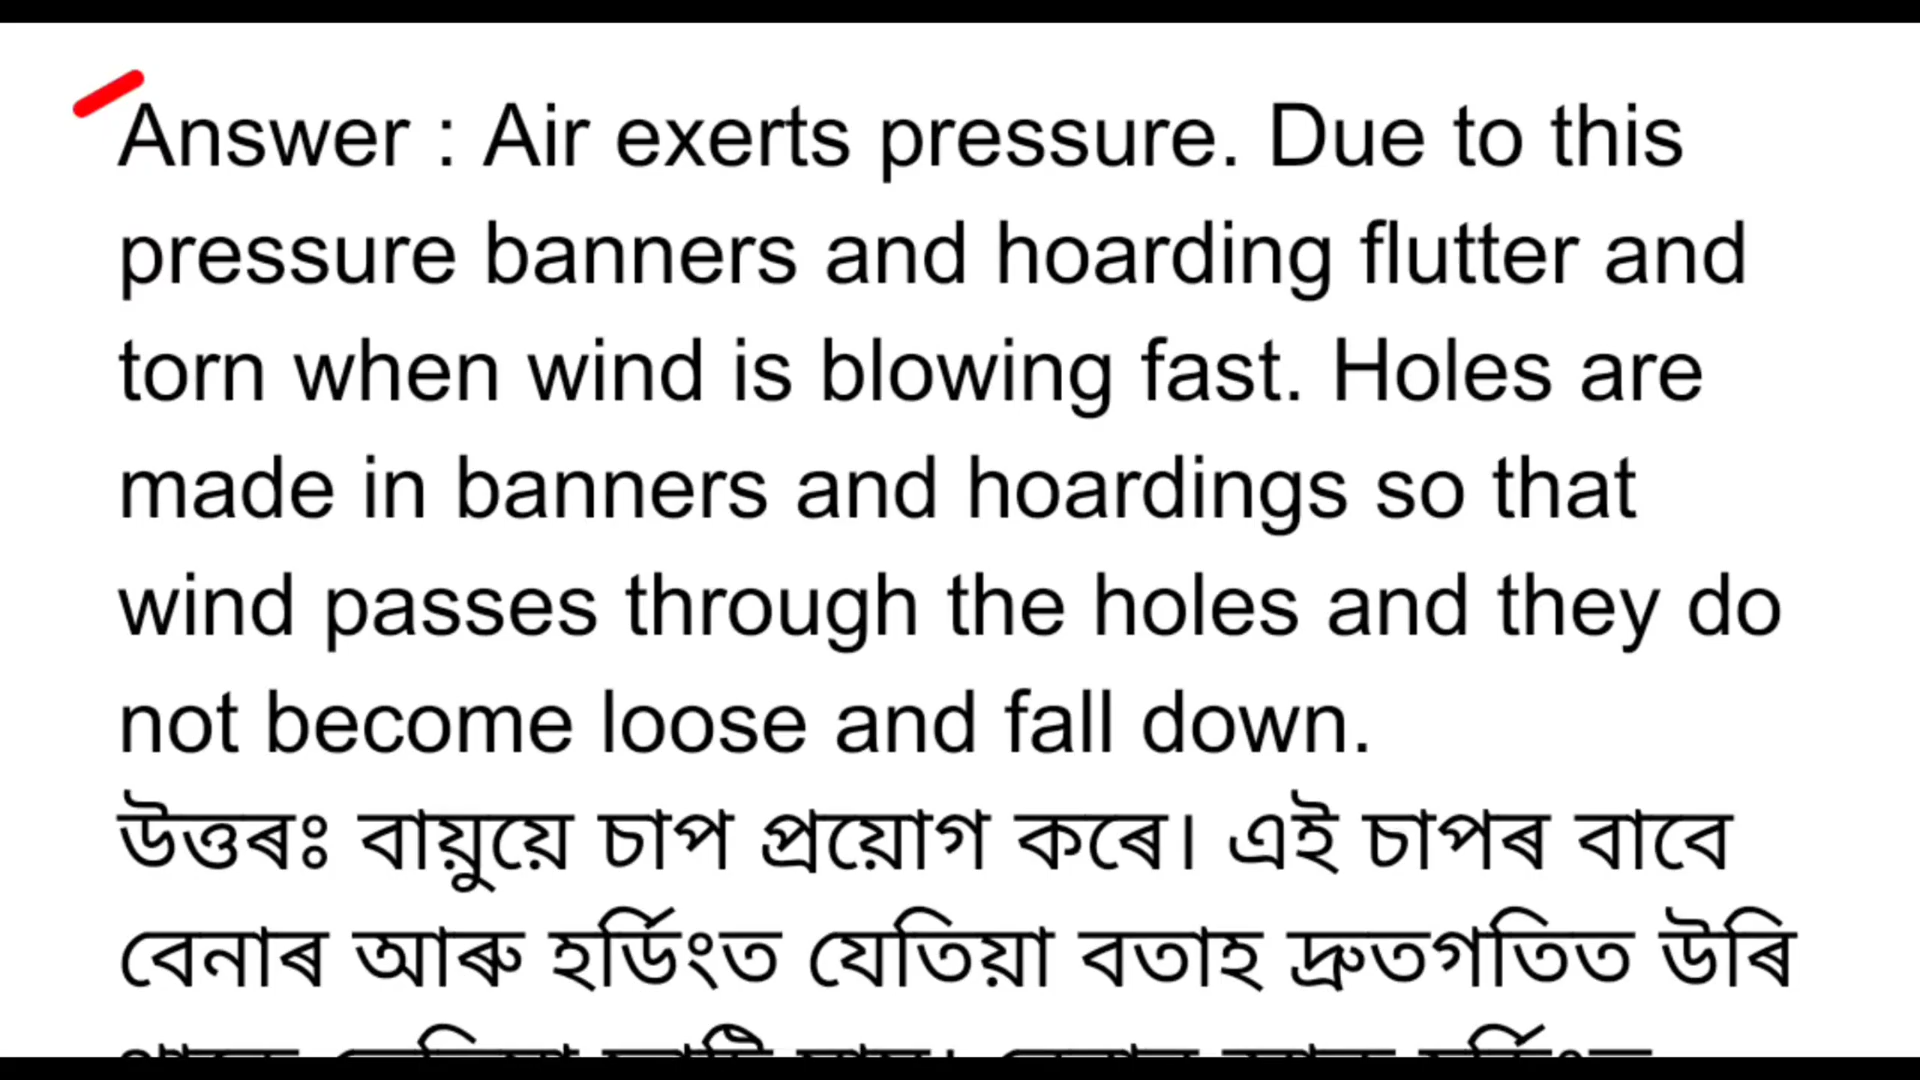 Answer : Air exerts pressure. Due to this
pressure banners and hoarding flutter and
torn when wind is blowing fast. Holes are
made in banners and hoardings so that
wind passes through the holes and they do
not become loose and fall down.
উত্তৰঃ বায়ুয়ে চাপ প্ৰয়োগ কৰে। এই চাপৰ বাবে
বেনাৰ আৰু হৰ্ডিংত যেতিয়া বতাহ দ্ৰুতগতিত উৰি